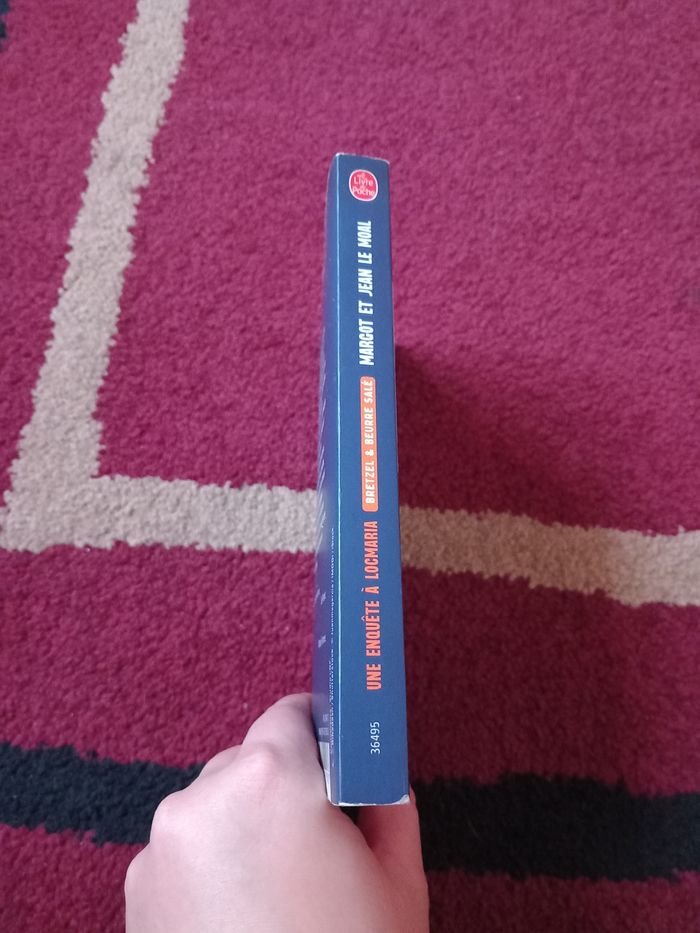 Le Livre de Poche
MARGOT ET JEAN LE MOAL
BRETZEL & BEURRE SALÉ
UNE ENQUÊTE À LOCMARIA
36495